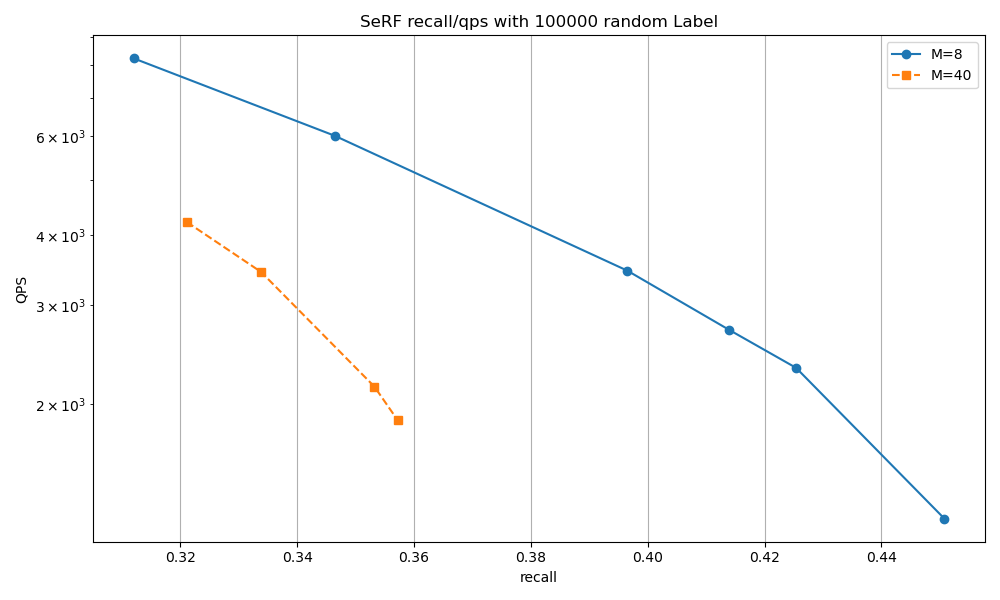 SeRF recall/qps with 100000 random Label
M=8
M=40
6 × 10³
4 × 10³
3 × 10³
2 × 10³
QPS
0.32 0.34 0.36 0.38 0.40 0.42 0.44
recall